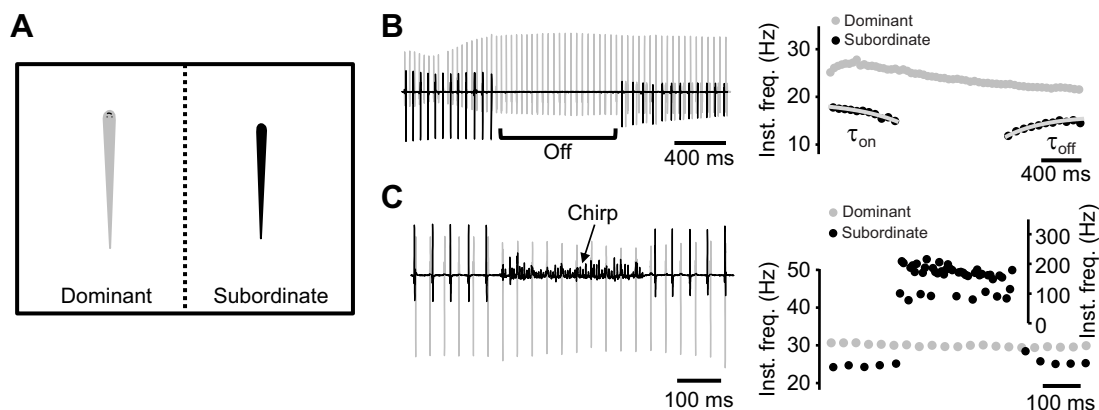 A
Dominant
Subordinate
B
Off
400 ms
Dominant
Subordinate
Inst. freq. (Hz)
30
20
10
τon
τoff
400 ms
C
Chirp
100 ms
Dominant
Subordinate
Inst. freq. (Hz)
50
40
30
20
300
200
100
0
Inst. freq. (Hz)
100 ms